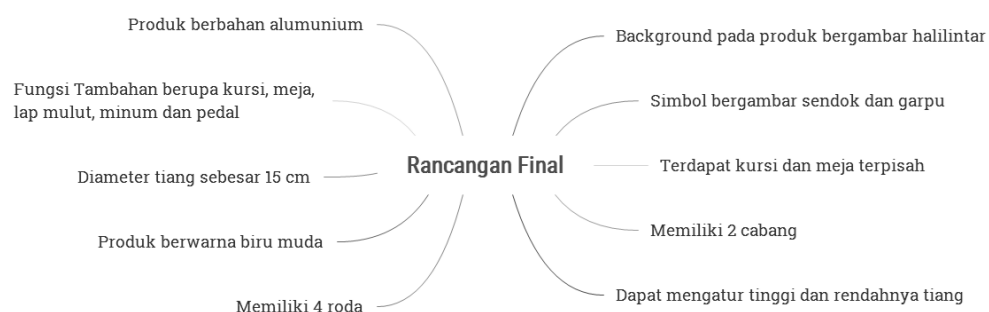 Produk berbahan alumunium
Fungsi Tambahan berupa kursi, meja,
lap mulut, minum dan pedal
Diameter tiang sebesar 15 cm
Produk berwarna biru muda
Memiliki 4 roda
Rancangan Final
Background pada produk bergambar halilintar
Simbol bergambar sendok dan garpu
Terdapat kursi dan meja terpisah
Memiliki 2 cabang
Dapat mengatur tinggi dan rendahnya tiang